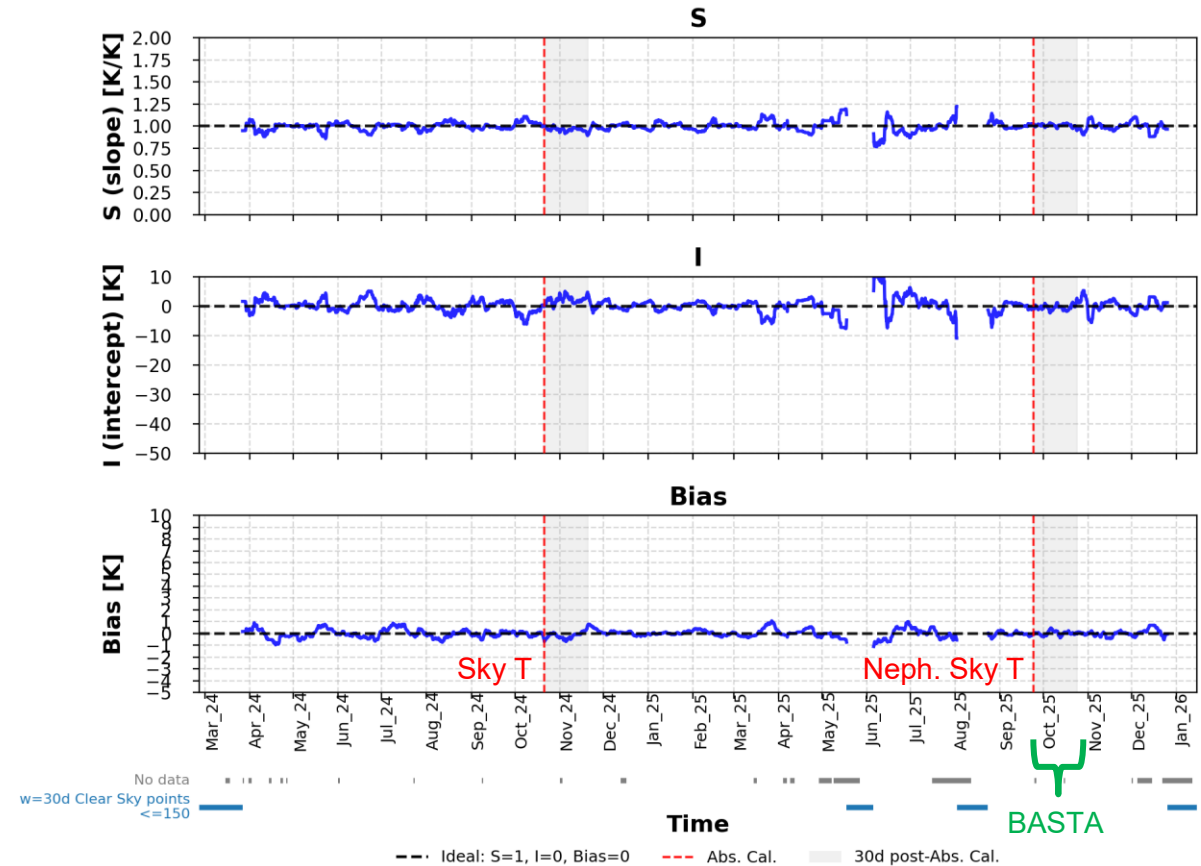 S
S (slope) [K/K]
2.00
1.75
1.50
1.25
1.00
0.75
0.50
0.25
0.00
I
I (intercept) [K]
10
0
−10
−20
−30
−40
−50
Bias
Bias [K]
10
9
8
7
6
5
4
3
2
1
0
−1
−2
−3
−4
−5
Sky T
Neph. Sky T
Mar_24 Apr_24 May_24 Jun_24 Jul_24 Aug_24 Sep_24 Oct_24 Nov_24 Dec_24 Jan_25 Feb_25 Mar_25 Apr_25 May_25 Jun_25 Jul_25 Aug_25 Sep_25 Oct_25 Nov_25 Dec_25 Jan_26
No data
w=30d Clear Sky points
<=150
BASTA
Time
Ideal: S=1, I=0, Bias=0 Abs. Cal. 30d post-Abs. Cal.